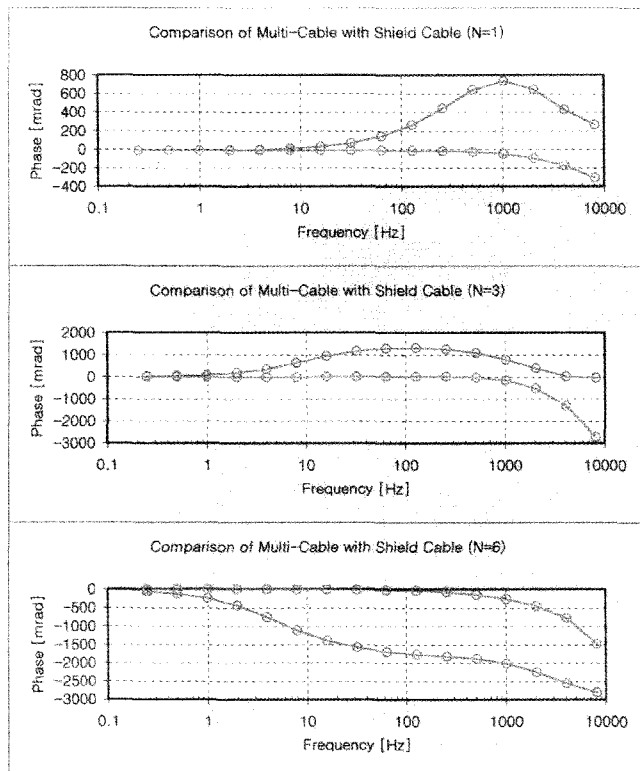 Comparison of Multi-Cable with Shield Cable (N=1)
Phase [mrad]
800
600
400
200
0
-200
-400
0.1 1 10 100 1000 10000
Frequency [Hz]
Comparison of Multi-Cable with Shield Cable (N=3)
Phase [mrad]
2000
1000
0
-1000
-2000
-3000
0.1 1 10 100 1000 10000
Frequency [Hz]
Comparison of Multi-Cable with Shield Cable (N=6)
Phase [mrad]
0
-500
-1000
-1500
-2000
-2500
-3000
0.1 1 10 100 1000 10000
Frequency [Hz]